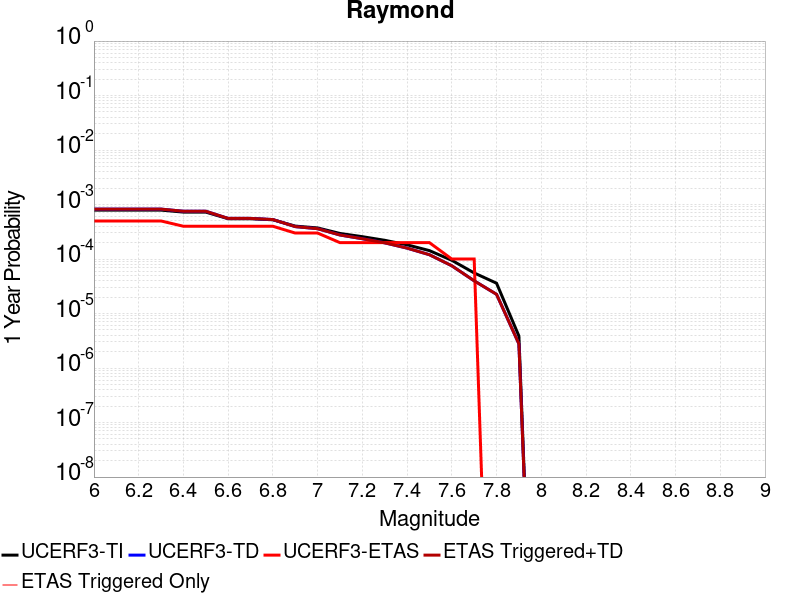 Raymond
1 Year Probability
10^0
10^-1
10^-2
10^-3
10^-4
10^-5
10^-6
10^-7
10^-8
6 6.2 6.4 6.6 6.8 7 7.2 7.4 7.6 7.8 8 8.2 8.4 8.6 8.8 9
Magnitude
UCERF3-TI UCERF3-TD UCERF3-ETAS ETAS Triggered+TD
ETAS Triggered Only